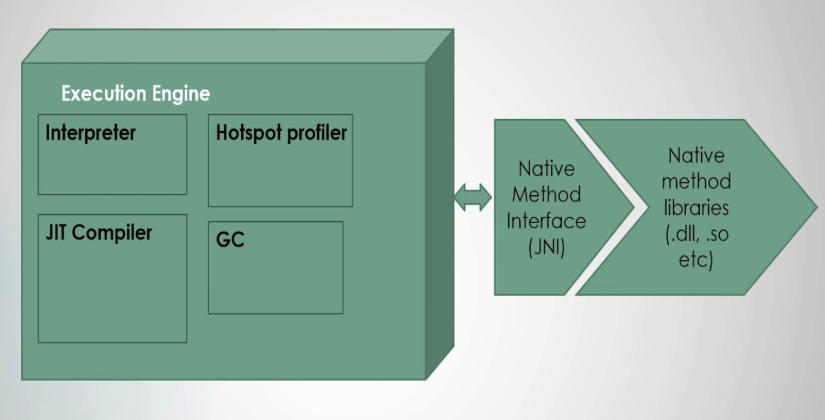 Execution Engine
Interpreter
Hotspot profiler
JIT Compiler
GC
Native
Method
Interface
(JNI)
Native
method
libraries
(.dll, .so
etc)